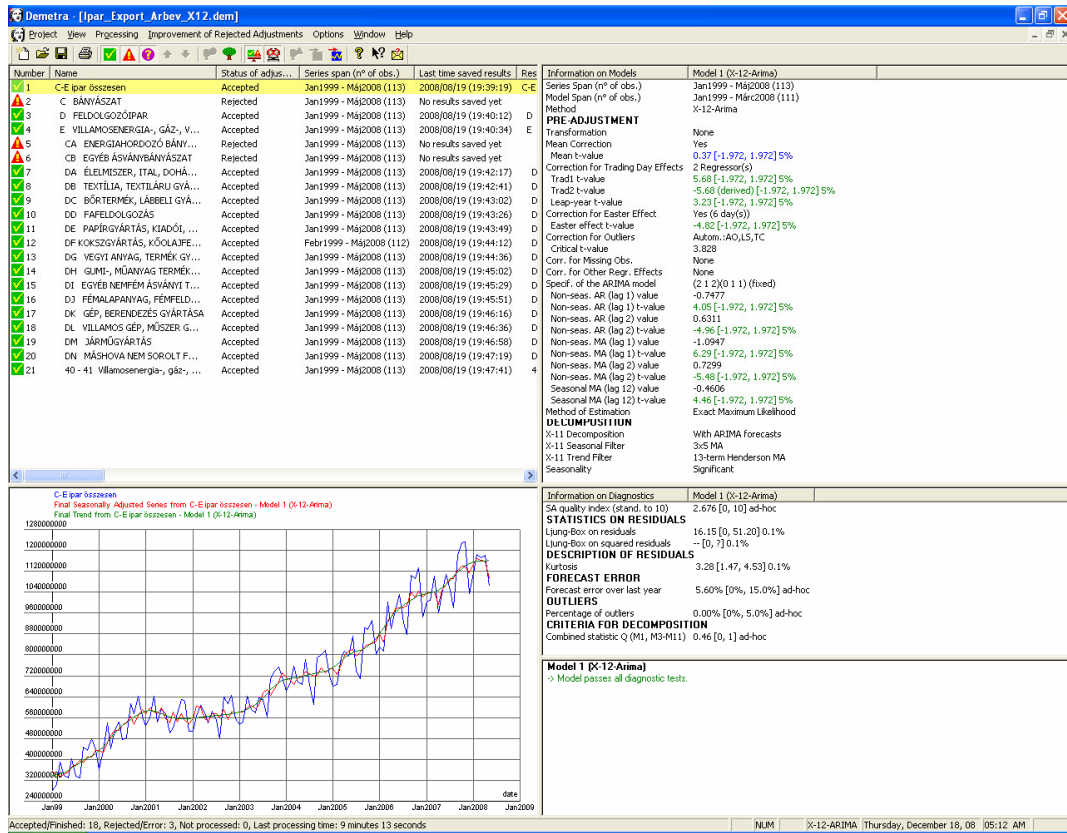 Demetra - [Ipar_Export_Arbev_X12.dem]
Project View Processing Improvement of Rejected Adjustments Options Window Help
Number Name Status of adjus... Series span (n° of obs.) Last time saved results Res
1 C-E ipar összesen Accepted Jan1999 - Máj2008 (113) 2008/08/19 (19:39:19) C-E
2 C BÁNYÁSZAT Rejected Jan1999 - Máj2008 (113) No results saved yet
3 D FELDOLGOZÓIPAR Accepted Jan1999 - Máj2008 (113) 2008/08/19 (19:40:12) D
4 E VILLAMOSENERGIA-, GÁZ-, V... Accepted Jan1999 - Máj2008 (113) 2008/08/19 (19:40:34) E
5 CA ENERGIAHORDOZÓ BÁNY... Rejected Jan1999 - Máj2008 (113) No results saved yet
6 CB EGYÉB ÁSVÁNYBÁNYÁSZAT Rejected Jan1999 - Máj2008 (113) No results saved yet
7 DA ÉLELMISZER, ITAL, DOHÁ... Accepted Jan1999 - Máj2008 (113) 2008/08/19 (19:42:17) D
8 DB TEXTÍLIA, TEXTILÁRU GYÁ... Accepted Jan1999 - Máj2008 (113) 2008/08/19 (19:42:41) D
9 DC BŐRTERMÉK, LÁBBELI GYÁ... Accepted Jan1999 - Máj2008 (113) 2008/08/19 (19:43:02) D
10 DD FAFELDOLGOZÁS Accepted Jan1999 - Máj2008 (113) 2008/08/19 (19:43:26) D
11 DE PAPÍRGYÁRTÁS, KIADÓI, ... Accepted Jan1999 - Máj2008 (113) 2008/08/19 (19:43:49) D
12 DF KOKSZGYÁRTÁS, KŐOLAJFE... Accepted Febr1999 - Máj2008 (112) 2008/08/19 (19:44:12) D
13 DG VEGYI ANYAG, TERMÉK GY... Accepted Jan1999 - Máj2008 (113) 2008/08/19 (19:44:36) D
14 DH GUMI-, MŰANYAG TERMÉK... Accepted Jan1999 - Máj2008 (113) 2008/08/19 (19:45:02) D
15 DI EGYÉB NEMFÉM ÁSVÁNYI T... Accepted Jan1999 - Máj2008 (113) 2008/08/19 (19:45:29) D
16 DJ FÉMALAPANYAG, FÉMFELD... Accepted Jan1999 - Máj2008 (113) 2008/08/19 (19:45:51) D
17 DK GÉP, BERENDEZÉS GYÁRTÁSA Accepted Jan1999 - Máj2008 (113) 2008/08/19 (19:46:16) D
18 DL VILLAMOS GÉP, MŰSZER G... Accepted Jan1999 - Máj2008 (113) 2008/08/19 (19:46:36) D
19 DM JÁRMŰGYÁRTÁS Accepted Jan1999 - Máj2008 (113) 2008/08/19 (19:46:58) D
20 DN MÁSHOVA NEM SOROLT F... Accepted Jan1999 - Máj2008 (113) 2008/08/19 (19:47:19) D
21 40 - 41 Villamosenergia-, gáz-, ... Accepted Jan1999 - Máj2008 (113) 2008/08/19 (19:47:41) 4
Information on Models Model 1 (X-12-Arima)
Series Span (n° of obs.) Jan1999 - Máj2008 (113)
Model Span (n° of obs.) Jan1999 - Márc2008 (111)
Method X-12-Arima
PRE-ADJUSTMENT
Transformation None
Mean Correction Yes
Mean t-value 0.37 [-1.972, 1.972] 5%
Correction for Trading Day Effects 2 Regressor(s)
Trad1 t-value 5.68 [-1.972, 1.972] 5%
Trad2 t-value -5.68 (derived) [-1.972, 1.972] 5%
Leap-year t-value 3.23 [-1.972, 1.972] 5%
Correction for Easter Effect Yes (6 day(s))
Easter effect t-value -4.82 [-1.972, 1.972] 5%
Correction for Outliers Autom.:AO,LS,TC
Critical t-value 3.828
Corr. for Missing Obs. None
Corr. for Other Regr. Effects None
Specif. of the ARIMA model (2 1 2)(0 1 1) (fixed)
Non-seas. AR (lag 1) value -0.7477
Non-seas. AR (lag 1) t-value 4.05 [-1.972, 1.972] 5%
Non-seas. AR (lag 2) value 0.6311
Non-seas. AR (lag 2) t-value -4.96 [-1.972, 1.972] 5%
Non-seas. MA (lag 1) value -1.0947
Non-seas. MA (lag 1) t-value 6.29 [-1.972, 1.972] 5%
Non-seas. MA (lag 2) value 0.7299
Non-seas. MA (lag 2) t-value -5.48 [-1.972, 1.972] 5%
Seasonal MA (lag 12) value -0.4606
Seasonal MA (lag 12) t-value 4.46 [-1.972, 1.972] 5%
Method of Estimation Exact Maximum Likelihood
DECOMPOSITION
X-11 Decomposition With ARIMA forecasts
X-11 Seasonal Filter 3x5 MA
X-11 Trend Filter 13-term Henderson MA
Seasonality Significant
C-E ipar összesen
Final Seasonally Adjusted Series from C-E ipar összesen - Model 1 (X-12-Arima)
Final Trend from C-E ipar összesen - Model 1 (X-12-Arima)
1280000000
1200000000
1120000000
1040000000
960000000
880000000
800000000
720000000
640000000
560000000
480000000
400000000
320000000
240000000
date
Jan99 Jan2000 Jan2001 Jan2002 Jan2003 Jan2004 Jan2005 Jan2006 Jan2007 Jan2008 Jan2009
Information on Diagnostics Model 1 (X-12-Arima)
SA quality index (stand. to 10) 2.676 [0, 10] ad-hoc
STATISTICS ON RESIDUALS
Ljung-Box on residuals 16.15 [0, 51.20] 0.1%
Ljung-Box on squared residuals -- [0, ?] 0.1%
DESCRIPTION OF RESIDUALS
Kurtosis 3.28 [1.47, 4.53] 0.1%
FORECAST ERROR
Forecast error over last year 5.60% [0%, 15.0%] ad-hoc
OUTLIERS
Percentage of outliers 0.00% [0%, 5.0%] ad-hoc
CRITERIA FOR DECOMPOSITION
Combined statistic Q (M1, M3-M11) 0.46 [0, 1] ad-hoc
Model 1 (X-12-Arima)
-> Model passes all diagnostic tests.
Accepted/Finished: 18, Rejected/Error: 3, Not processed: 0, Last processing time: 9 minutes 13 seconds NUM X-12-ARIMA Thursday, December 18, 08 05:12 AM